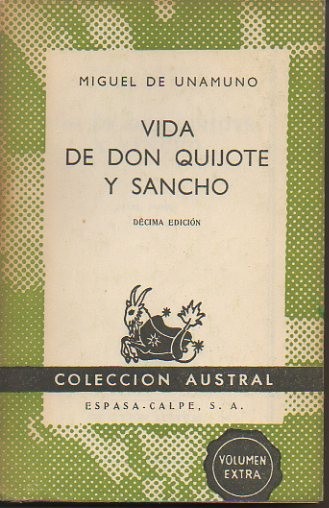 MIGUEL DE UNAMUNO
VIDA
DE DON QUIJOTE
Y SANCHO
DÉCIMA EDICIÓN
COLECCION AUSTRAL
ESPASA-CALPE, S. A.
VOLUMEN
EXTRA